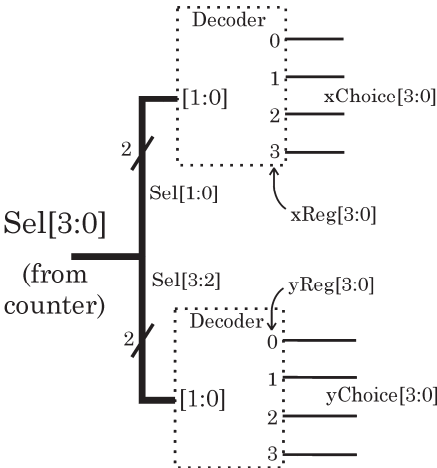 Decoder
0
1
[1:0]
xChoice[3:0]
2
2
3
Sel[1:0]
xReg[3:0]
Sel[3:0]
(from
counter)
Sel[3:2]
yReg[3:0]
Decoder
2
0
1
yChoice[3:0]
[1:0]
2
3